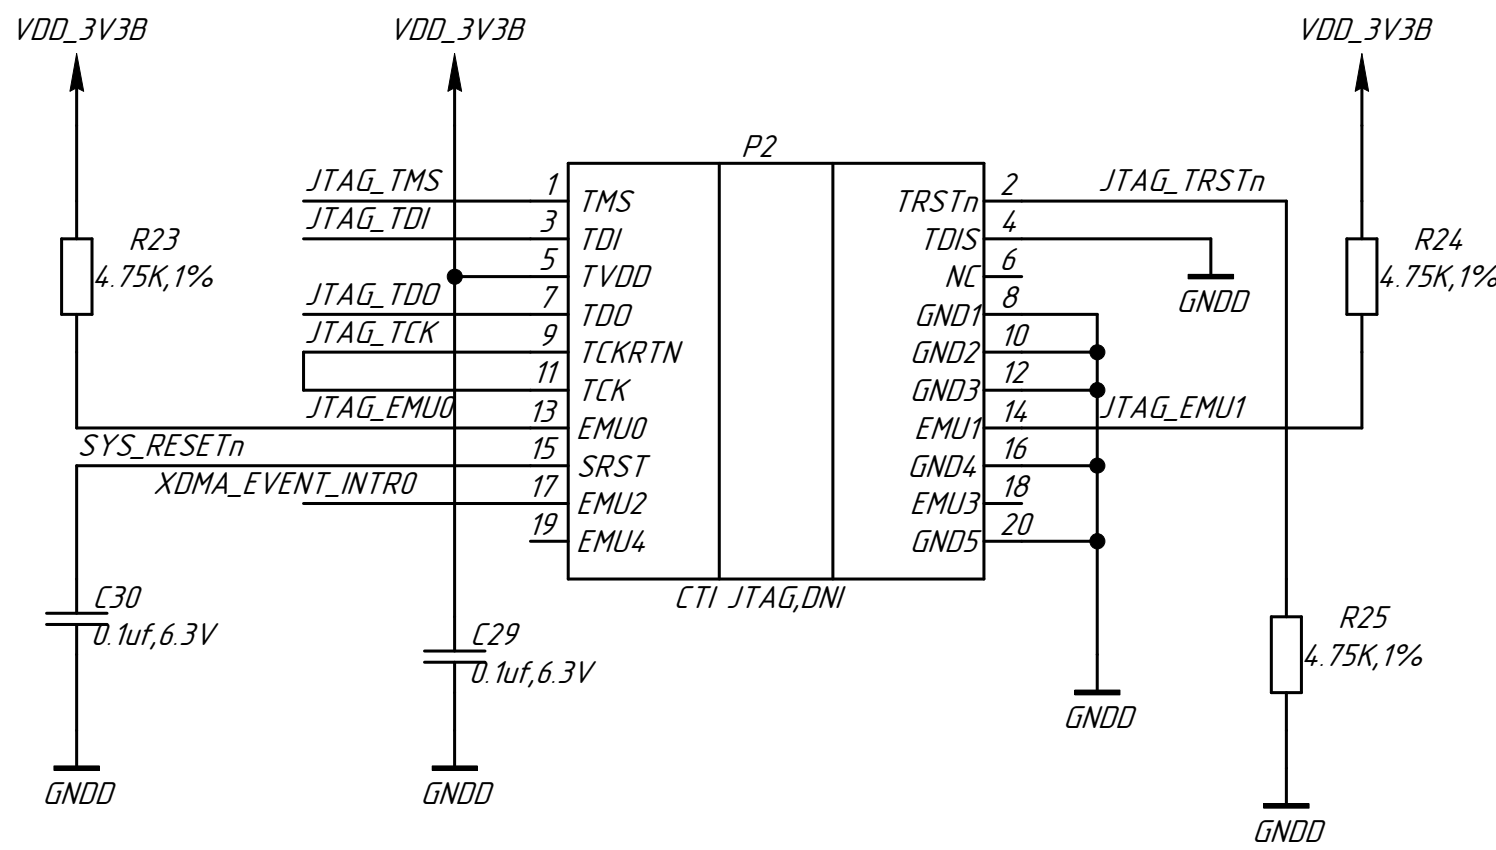 VDD_3V3B
VDD_3V3B
VDD_3V3B
P2
JTAG_TMS 1 TMS
TRSTn 2 JTAG_TRSTn
JTAG_TDI 3 TDI
TDIS 4
5 TVDD
NC 6
JTAG_TDO 7 TDO
GND1 8
JTAG_TCK 9 TCKRTN
GND2 10
11 TCK
GND3 12
JTAG_EMU0 13 EMU0
EMU1 14 JTAG_EMU1
SYS_RESETn 15 SRST
GND4 16
XDMA_EVENT_INTR0 17 EMU2
EMU3 18
19 EMU4
GND5 20
CTI JTAG,DNI
R23
4.75K,1%
R24
4.75K,1%
GNDD
C30
0.1uf,6.3V
C29
0.1uf,6.3V
R25
4.75K,1%
GNDD
GNDD
GNDD
GNDD